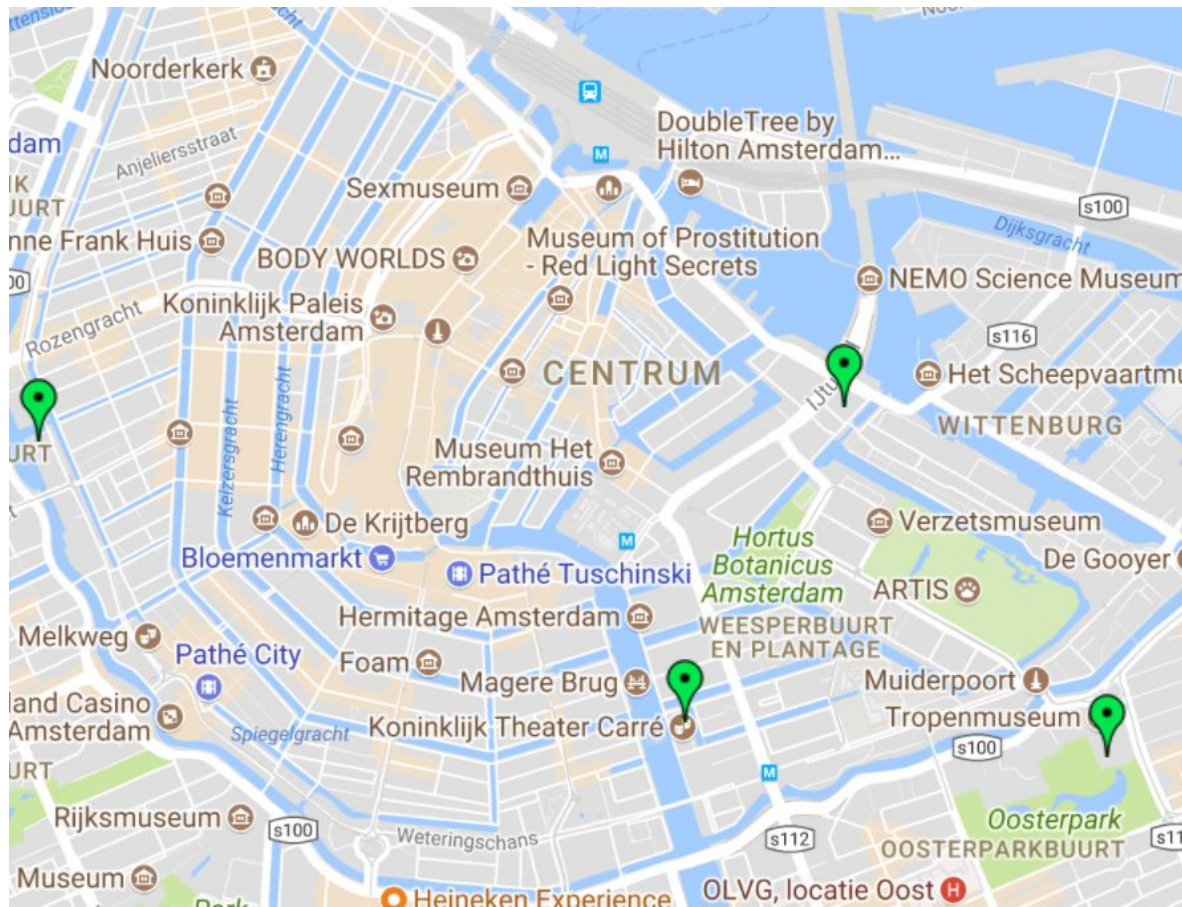 Noorderkerk
dam
Anjeliersstraat
DoubleTree by
Hilton Amsterdam...
M
Sexmuseum
s100
UURT
nne Frank Huis
Dijksgracht
Museum of Prostitution
- Red Light Secrets
BODY WORLDS
NEMO Science Museum
Koninklijk Paleis
Amsterdam
Rozengracht
s116
CENTRUM
Het Scheepvaartmu
Keizersgracht
Herengracht
WITTENBURG
URT
Museum Het
Rembrandthuis
De Krijtberg
Verzetsmuseum
M
Bloemenmarkt
Pathé Tuschinski
Hortus
Botanicus
Amsterdam
De Gooyer
ARTIS
Hermitage Amsterdam
WEESPERBUURT
EN PLANTAGE
Melkweg
Pathé City
Foam
Magere Brug
Muiderpoort
land Casino
Amsterdam
Koninklijk Theater Carré
Tropenmuseum
Spiegelgracht
s100
URT
M
Rijksmuseum
s100
Weteringschans
s112
Oosterpark
OOSTERPARKBUURT
s11
Museum
Park
Heineken Experience
OLVG, locatie Oost
H